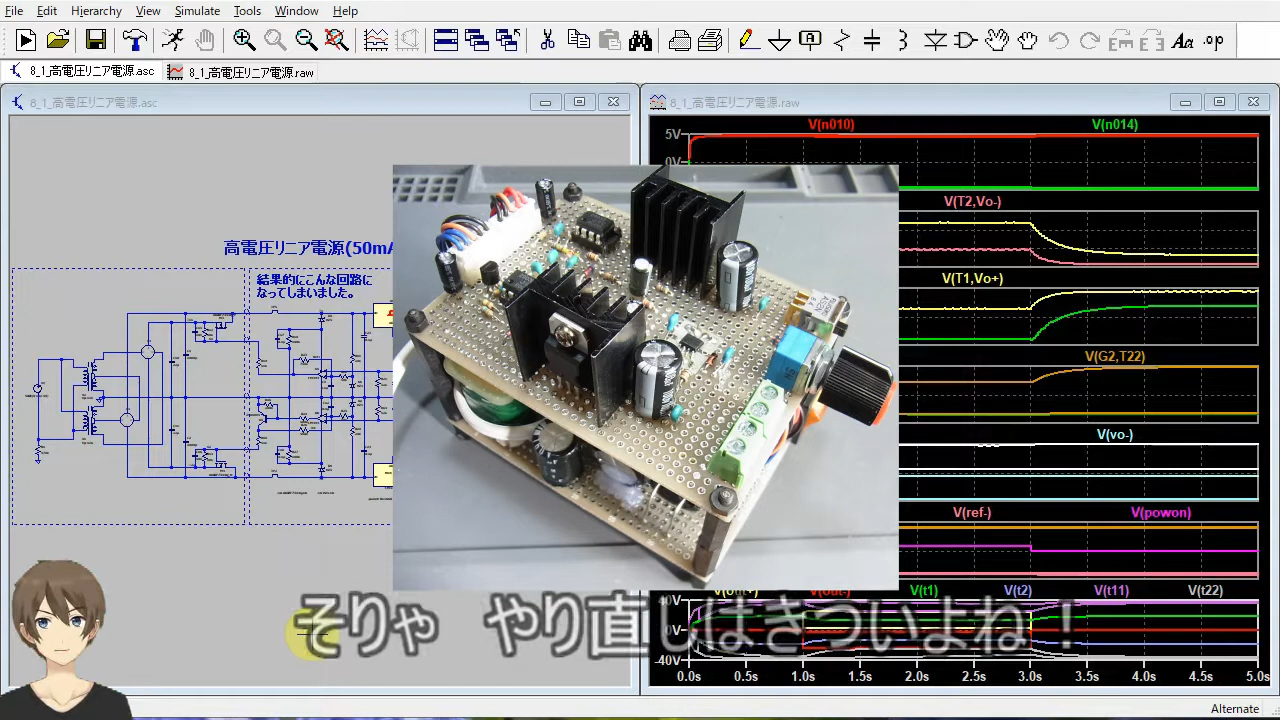 File Edit Hierarchy View Simulate Tools Window Help
8_1_高電圧リニア電源.asc
8_1_高電圧リニア電源.raw
8_1_高電圧リニア電源.asc
8_1_高電圧リニア電源.raw
高電圧リニア電源(50mA
結果的にこんな回路に
なってしまいました。
V(n010) V(n014)
5V
0V
V(T2,Vo-)
V(T1,Vo+)
V(G2,T22)
V(vo-)
V(ref-) V(powon)
V(t1) V(t2) V(t11) V(t22)
40V
0V
-40V
0.0s 0.5s 1.0s 1.5s 2.0s 2.5s 3.0s 3.5s 4.0s 4.5s 5.0s
そりゃ やり直しはきついよね！
Alternate